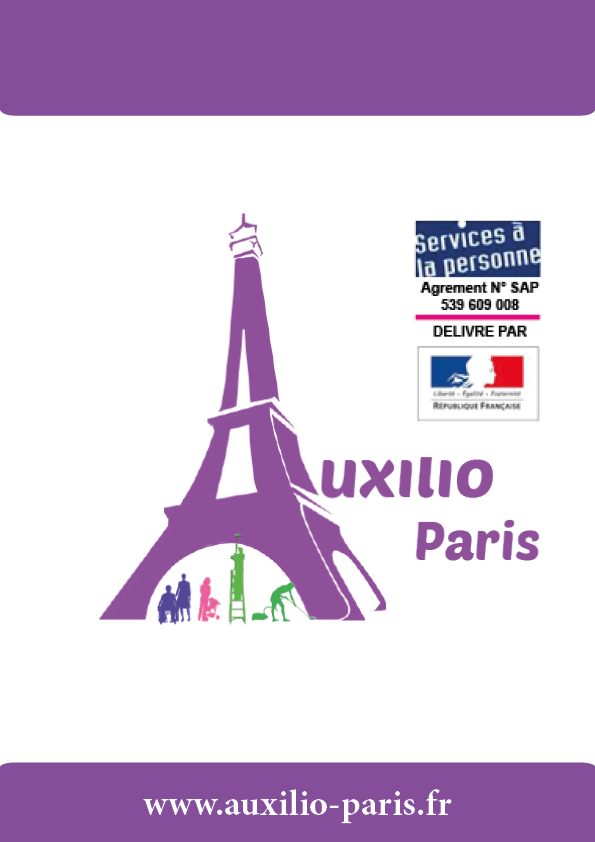 Services à
la personne
Agrement N° SAP
539 609 008
DELIVRE PAR
Liberté • Égalité • Fraternité
RÉPUBLIQUE FRANÇAISE
uxilio
Paris
www.auxilio-paris.fr